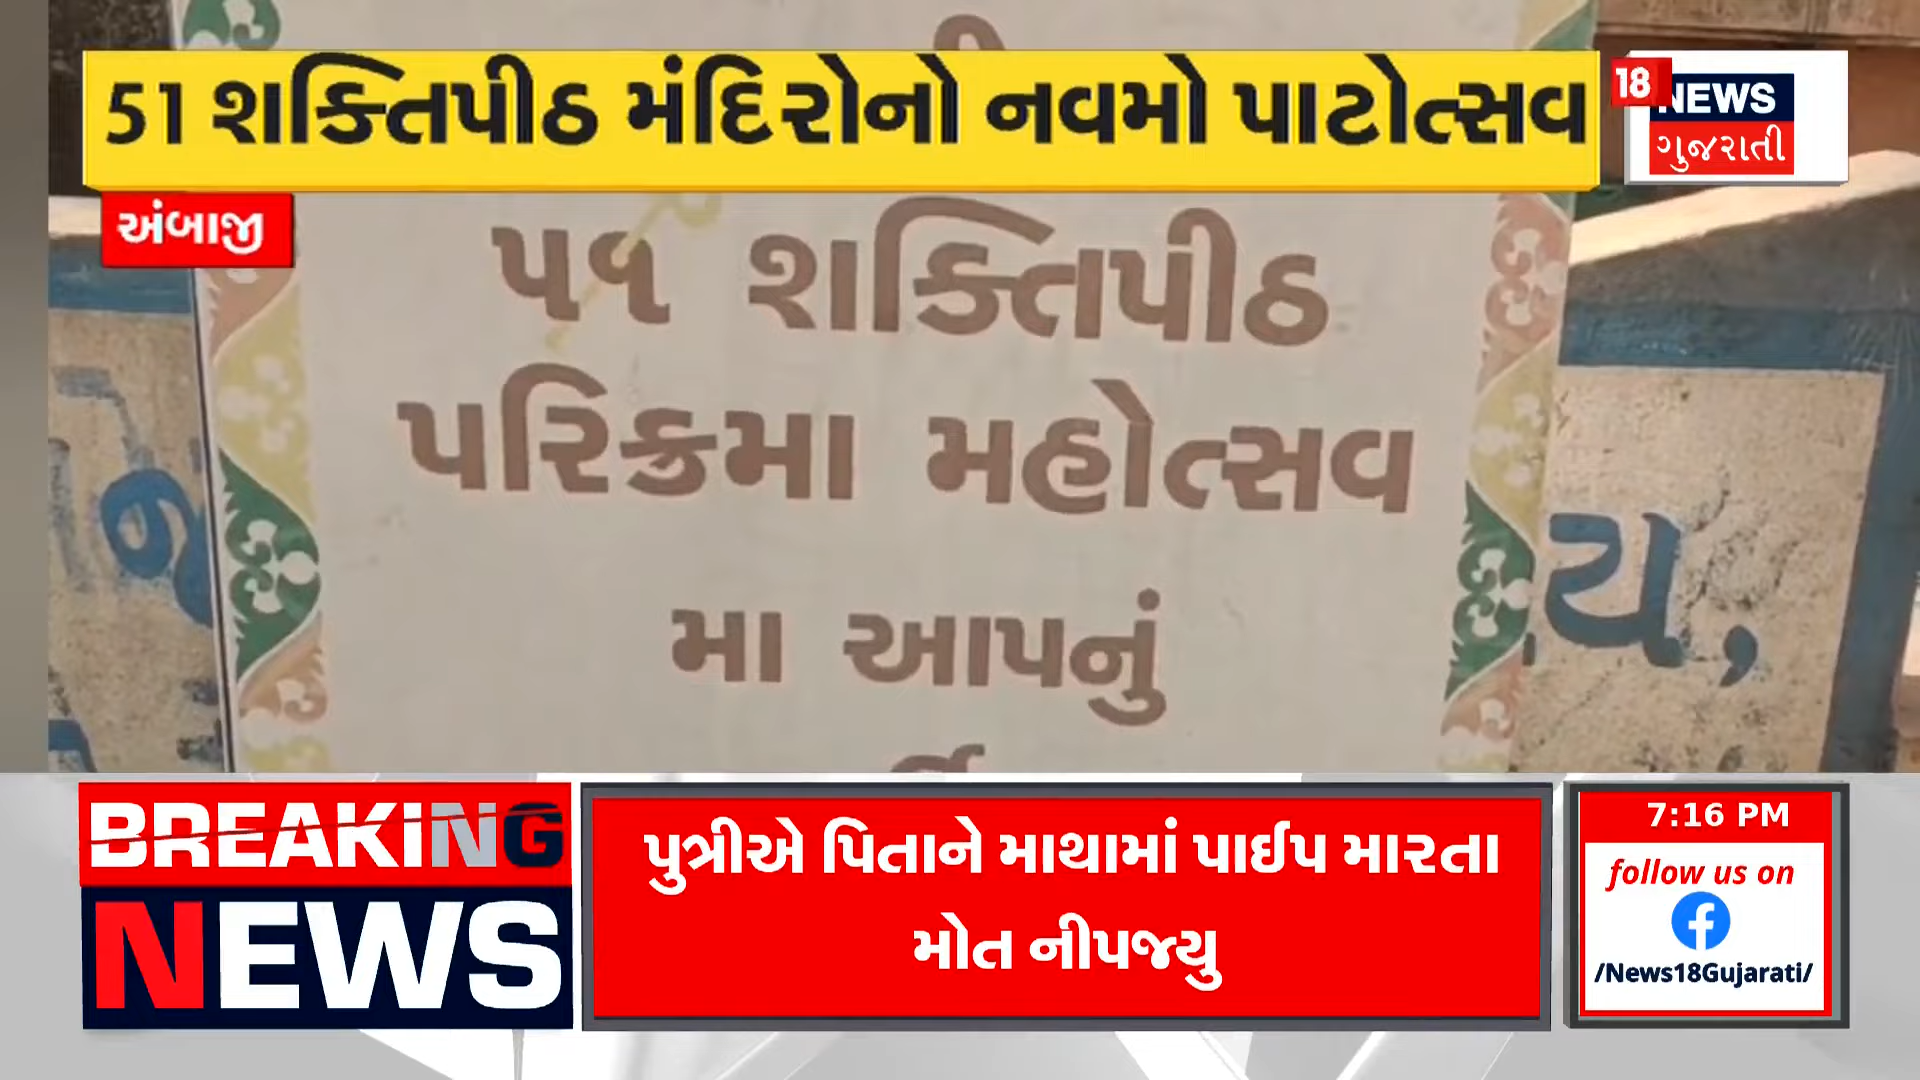 51 શક્તિપીઠ મંદિરોનો નવમો પાટોત્સવ
18 NEWS
ગુજરાતી
અંબાજી
૫૧ શક્તિપીઠ
પરિક્રમા મહોત્સવ
મા આપનું
ય,
BREAKING
NEWS
પુત્રીએ પિતાને માથામાં પાઈપ મારતા
મોત નીપજ્યુ
7:16 PM
follow us on
/News18Gujarati/